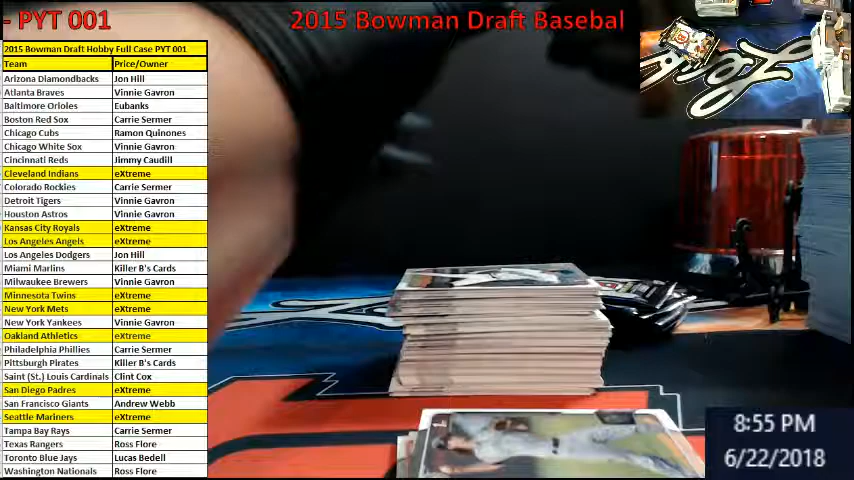 - PYT 001
2015 Bowman Draft Basebal
2015 Bowman Draft Hobby Full Case PYT 001
Team Price/Owner
Arizona Diamondbacks Jon Hill
Atlanta Braves Vinnie Gavron
Baltimore Orioles Eubanks
Boston Red Sox Carrie Sermer
Chicago Cubs Ramon Quinones
Chicago White Sox Vinnie Gavron
Cincinnati Reds Jimmy Caudill
Cleveland Indians eXtreme
Colorado Rockies Carrie Sermer
Detroit Tigers Vinnie Gavron
Houston Astros Vinnie Gavron
Kansas City Royals eXtreme
Los Angeles Angels eXtreme
Los Angeles Dodgers Jon Hill
Miami Marlins Killer B's Cards
Milwaukee Brewers Vinnie Gavron
Minnesota Twins eXtreme
New York Mets eXtreme
New York Yankees Vinnie Gavron
Oakland Athletics eXtreme
Philadelphia Phillies Carrie Sermer
Pittsburgh Pirates Killer B's Cards
Saint (St.) Louis Cardinals Clint Cox
San Diego Padres eXtreme
San Francisco Giants Andrew Webb
Seattle Mariners eXtreme
Tampa Bay Rays Carrie Sermer
Texas Rangers Ross Flore
Toronto Blue Jays Lucas Bedell
Washington Nationals Ross Flore
8:55 PM
6/22/2018